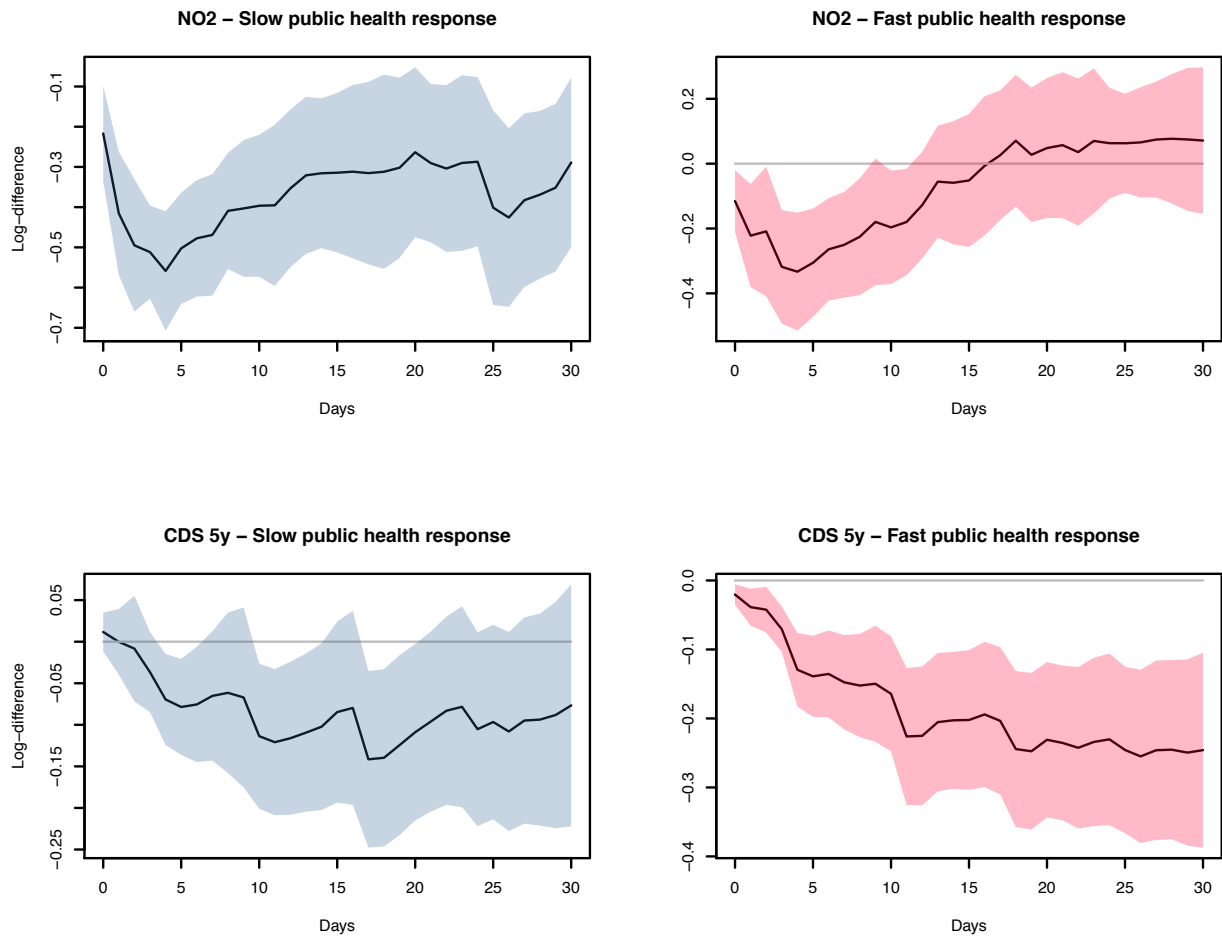 NO2 – Slow public health response
Log−difference
−0.1
−0.3
−0.5
−0.7
0 5 10 15 20 25 30
Days
NO2 – Fast public health response
0.2
0.0
−0.2
−0.4
0 5 10 15 20 25 30
Days
CDS 5y – Slow public health response
Log−difference
0.05
−0.05
−0.15
−0.25
0 5 10 15 20 25 30
Days
CDS 5y – Fast public health response
0.0
−0.1
−0.2
−0.3
−0.4
0 5 10 15 20 25 30
Days